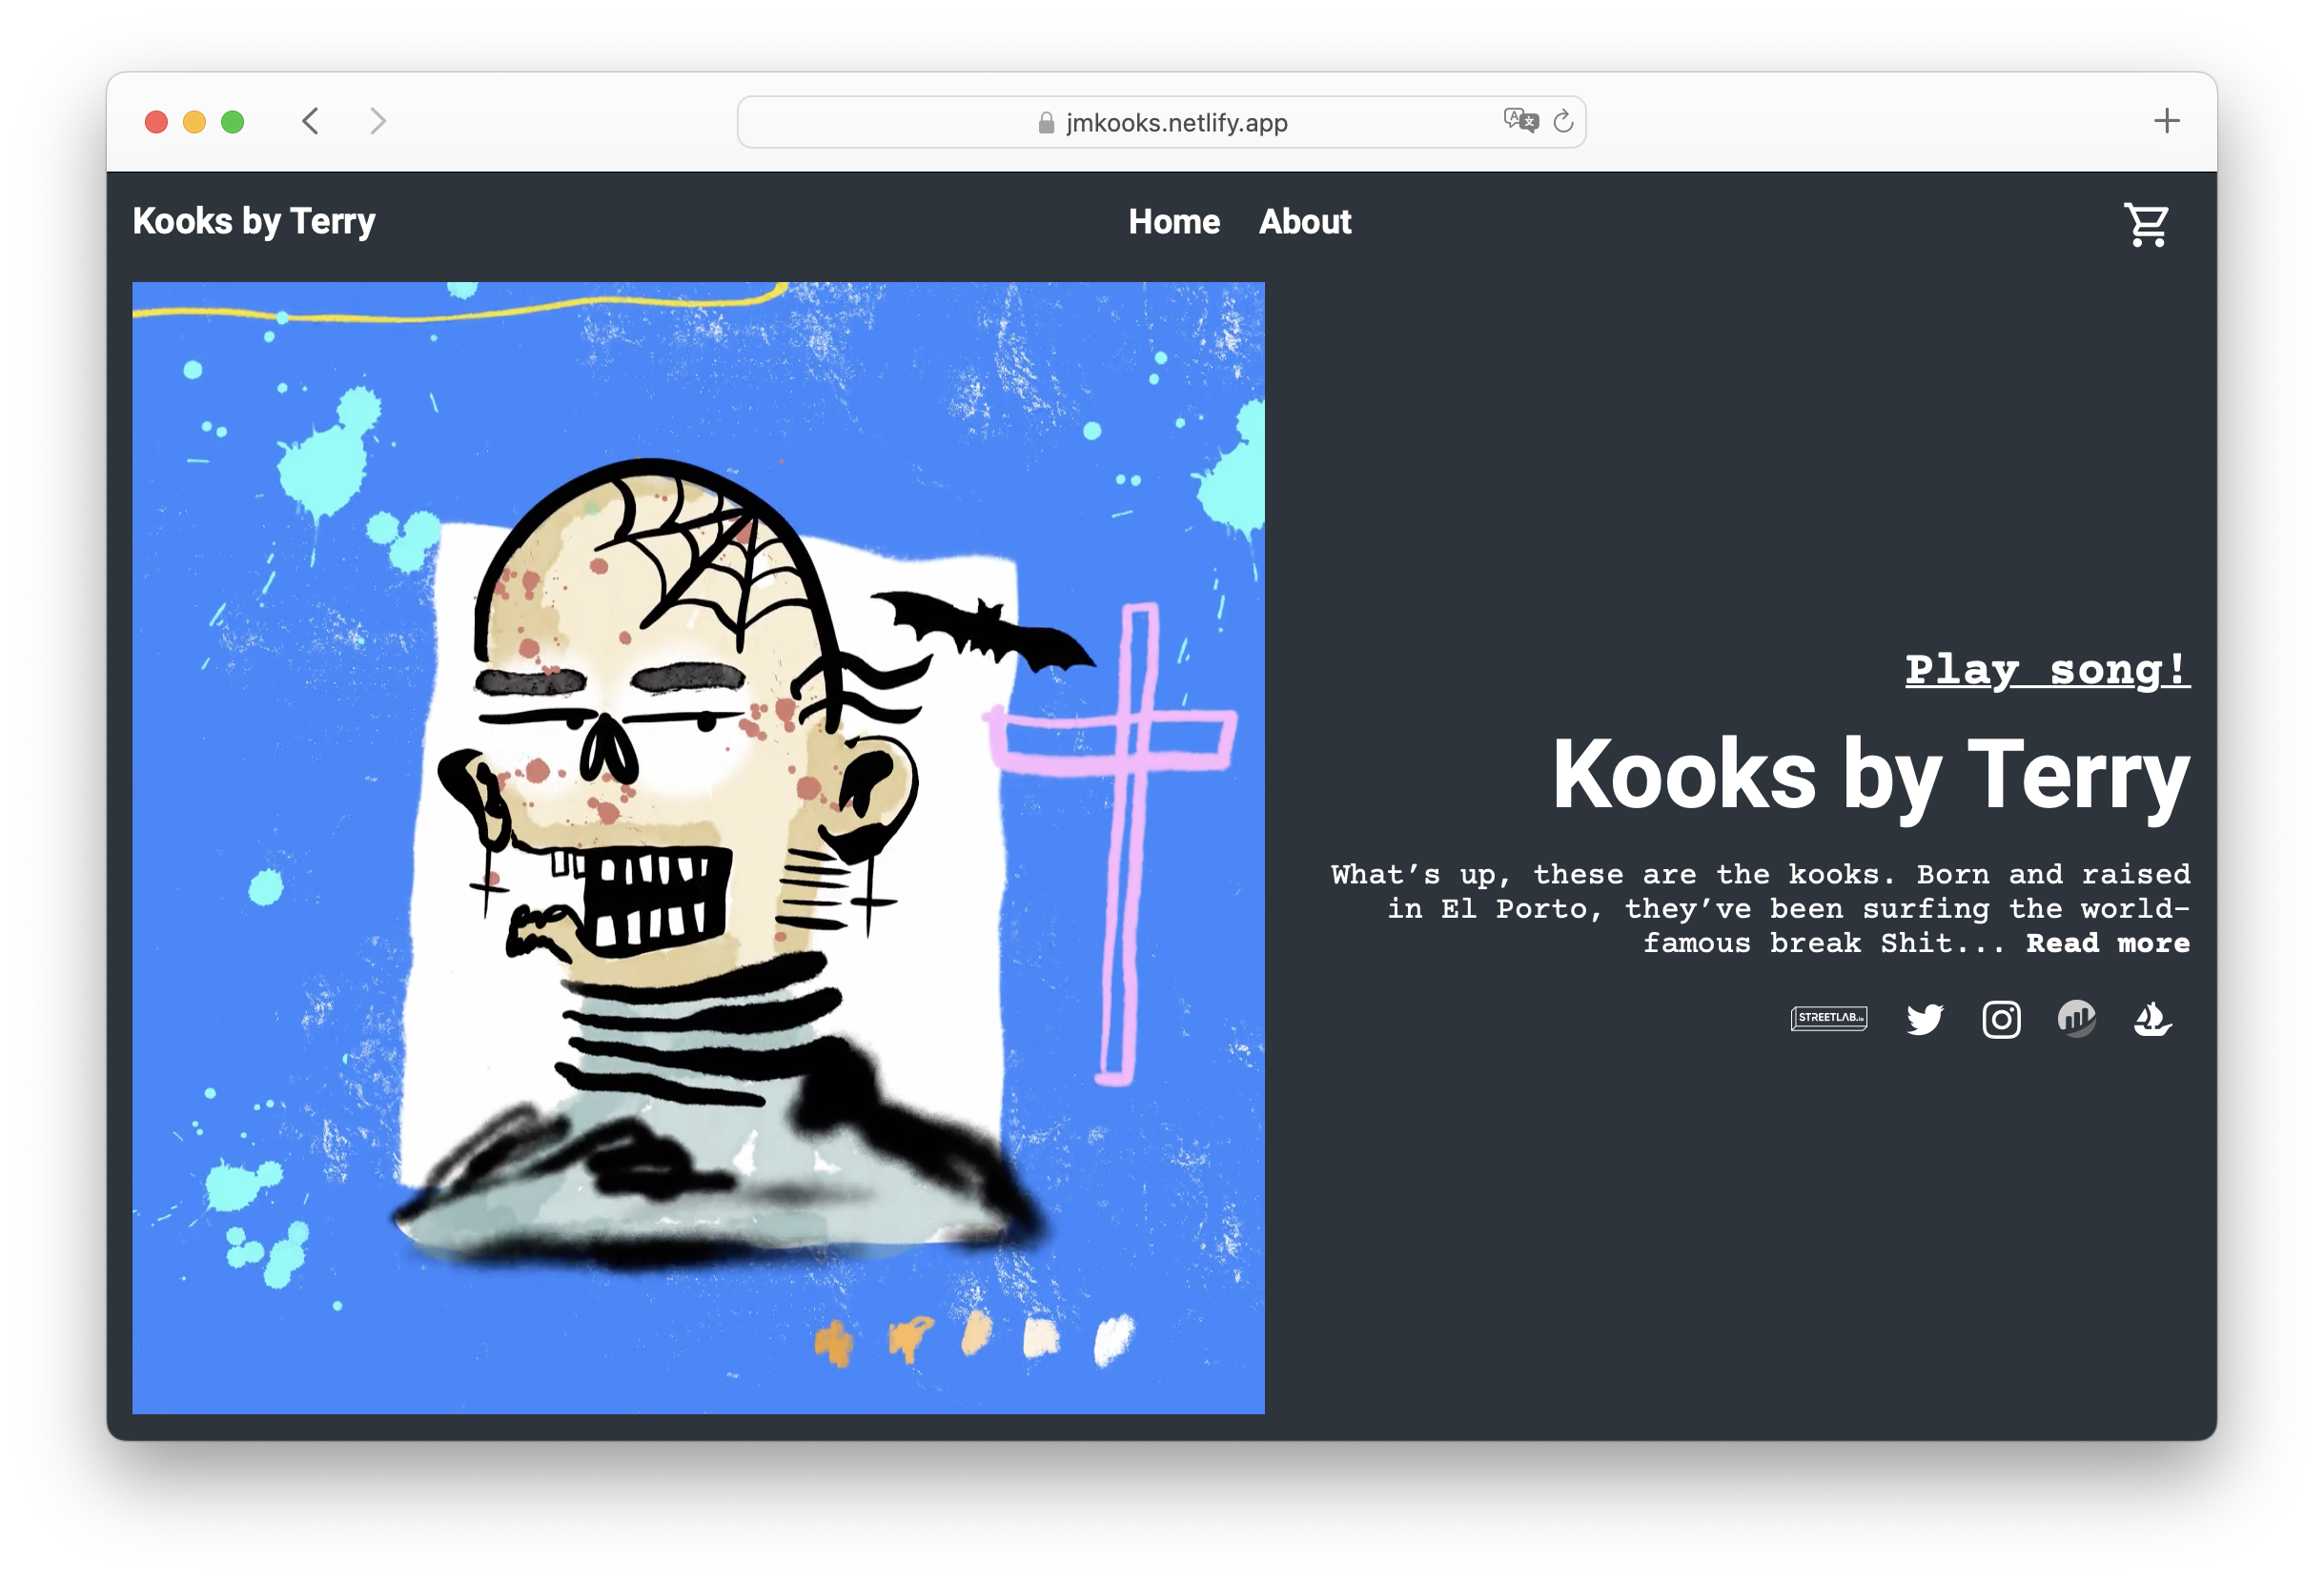 jmkooks.netlify.app
Kooks by Terry
Home About
Play song!
Kooks by Terry
What’s up, these are the kooks. Born and raised
in El Porto, they’ve been surfing the world-
famous break Shit... Read more
STREETLAB.ie